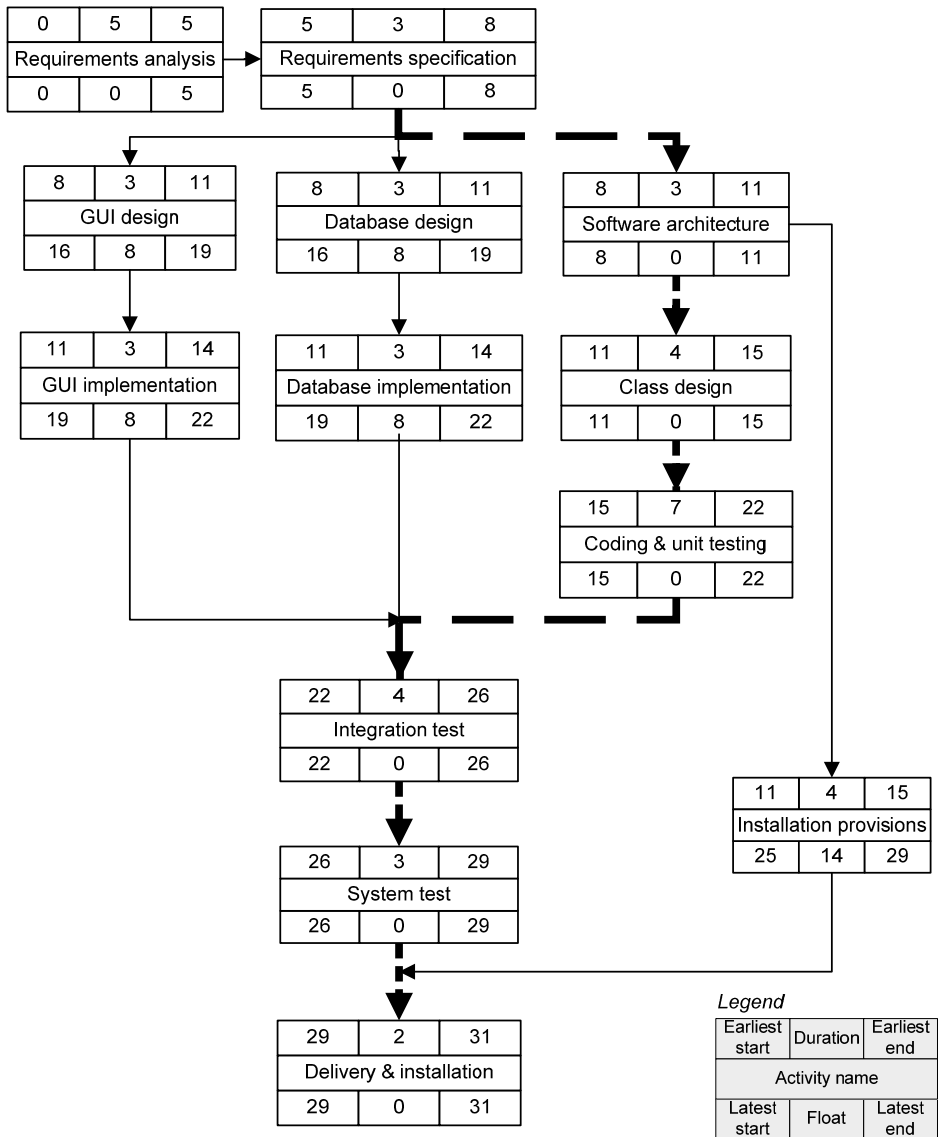 0 5 5
Requirements analysis
0 0 5
5 3 8
Requirements specification
5 0 8
8 3 11
GUI design
16 8 19
8 3 11
Database design
16 8 19
8 3 11
Software architecture
8 0 11
11 3 14
GUI implementation
19 8 22
11 3 14
Database implementation
19 8 22
11 4 15
Class design
11 0 15
15 7 22
Coding & unit testing
15 0 22
22 4 26
Integration test
22 0 26
11 4 15
Installation provisions
25 14 29
26 3 29
System test
26 0 29
29 2 31
Delivery & installation
29 0 31
Legend
Earliest
start
Duration
Earliest
end
Activity name
Latest
start
Float
Latest
end